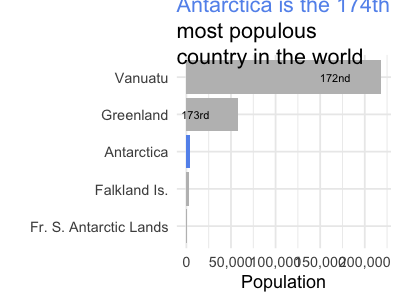 Antarctica is the 174th
most populous
country in the world
Vanuatu
172nd
Greenland
173rd
Antarctica
Falkland Is.
Fr. S. Antarctic Lands
0 50,000 100,000 150,000 200,000
Population